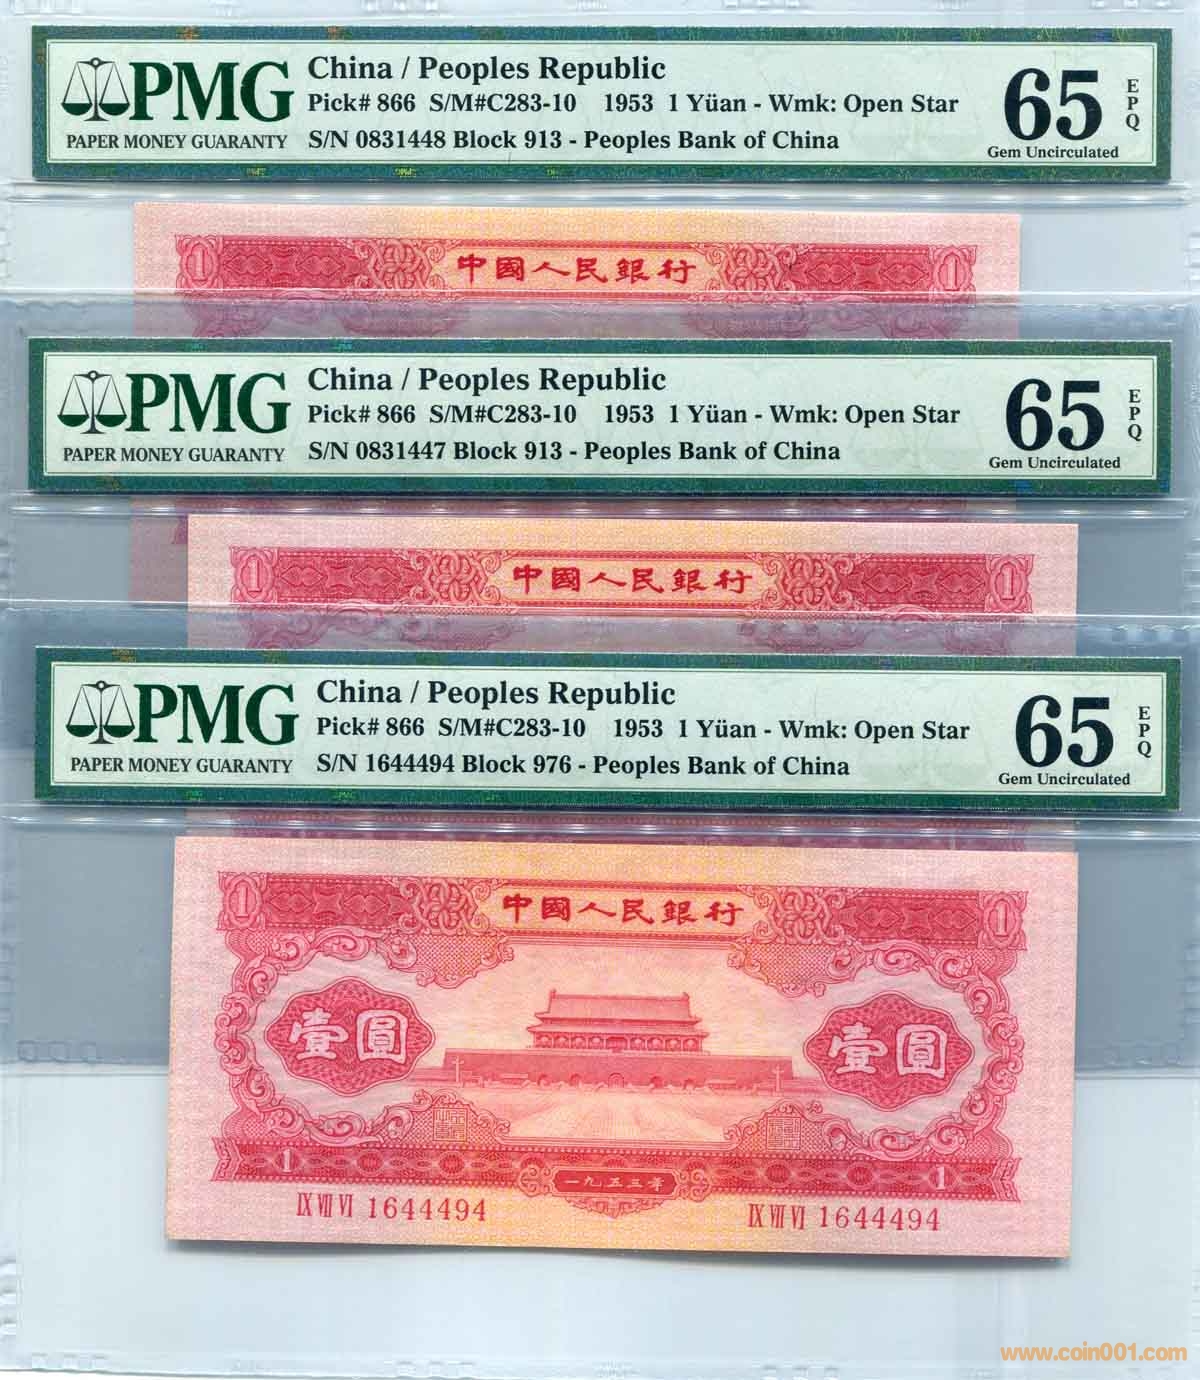 PMG
PAPER MONEY GUARANTY
China / Peoples Republic
Pick# 866 S/M#C283-10 1953 1 Yüan - Wmk: Open Star
S/N 0831448 Block 913 - Peoples Bank of China
65
EPQ
Gem Uncirculated
1 中國人民銀行 1
PMG
PAPER MONEY GUARANTY
China / Peoples Republic
Pick# 866 S/M#C283-10 1953 1 Yüan - Wmk: Open Star
S/N 0831447 Block 913 - Peoples Bank of China
65
EPQ
Gem Uncirculated
1 中國人民銀行 1
PMG
PAPER MONEY GUARANTY
China / Peoples Republic
Pick# 866 S/M#C283-10 1953 1 Yüan - Wmk: Open Star
S/N 1644494 Block 976 - Peoples Bank of China
65
EPQ
Gem Uncirculated
1 中國人民銀行 1
壹圓 壹圓
1 一九五三年 1
IX VII VI 1644494 IX VII VI 1644494
www.coin001.com